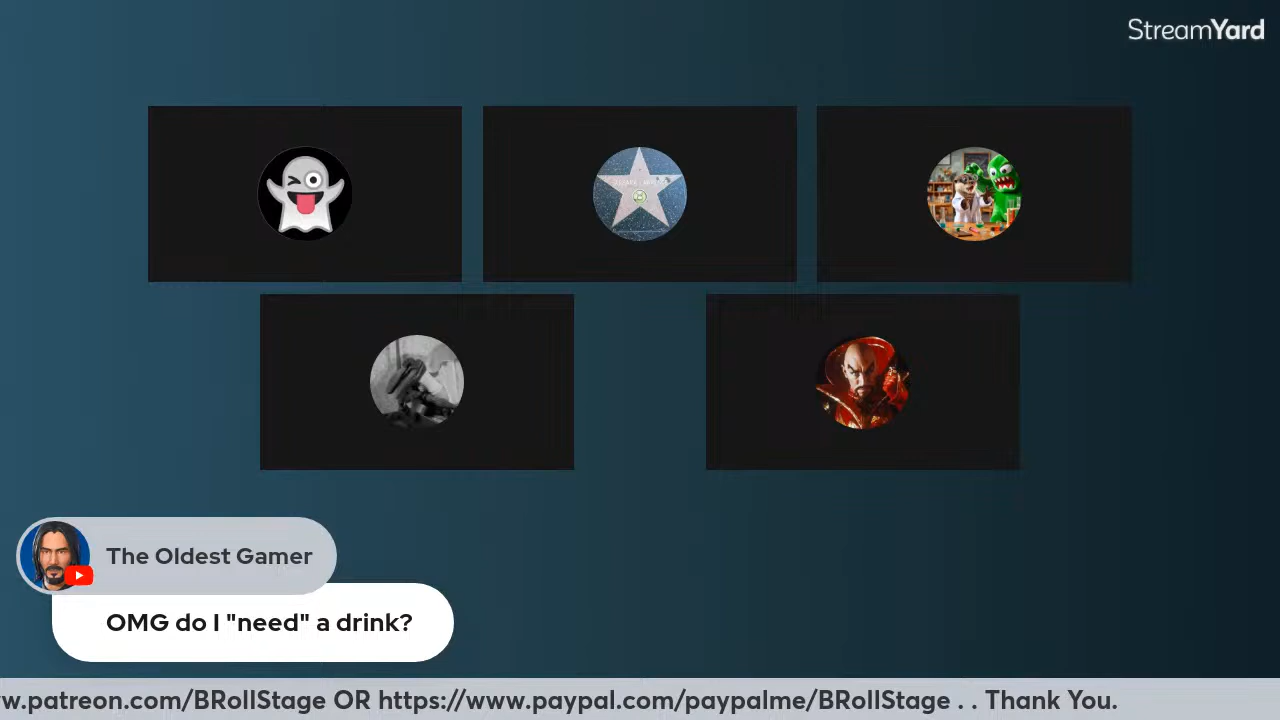 StreamYard
The Oldest Gamer
OMG do I "need" a drink?
w.patreon.com/BRollStage OR https://www.paypal.com/paypalme/BRollStage . . Thank You.